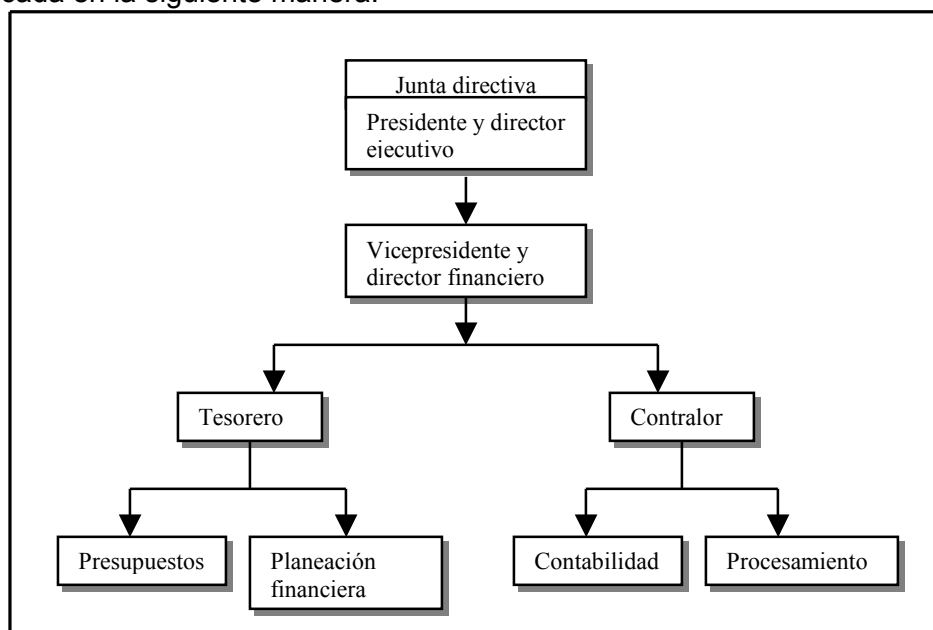 cada en la siguiente manera:
Junta directiva
Presidente y director
ejecutivo
Vicepresidente y
director financiero
Tesorero
Contralor
Presupuestos
Planeación
financiera
Contabilidad
Procesamiento